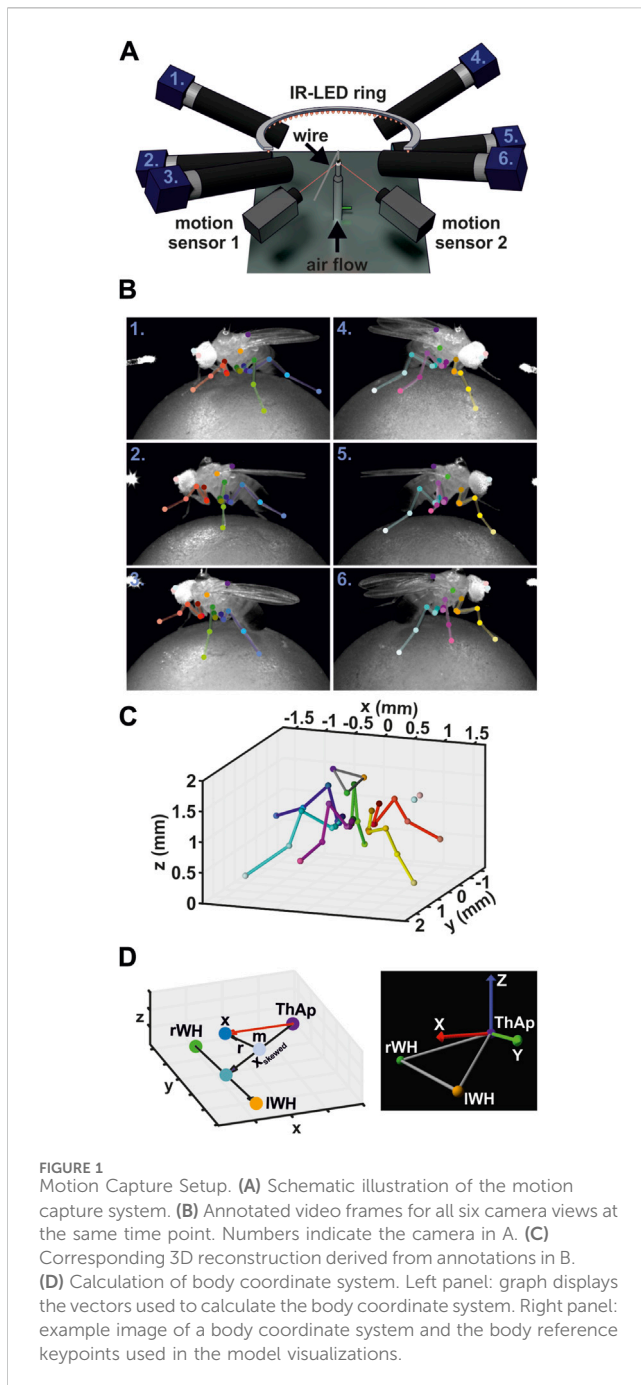 A
1.
4.
IR-LED ring
wire
2.
3.
5.
6.
motion
sensor 1
motion
sensor 2
air flow
B
1.
4.
2.
5.
3.
6.
C
x (mm)
-1.5 -1 -0.5 0 0.5 1 1.5
2
1.5
1
0.5
0
z (mm)
2 1 0 -1
y (mm)
D
z
y
x
rWH
x
ThAp
r
m
xskewed
lWH
Z
X
ThAp
Y
rWH
lWH
FIGURE 1
Motion Capture Setup. (A) Schematic illustration of the motion
capture system. (B) Annotated video frames for all six camera views at
the same time point. Numbers indicate the camera in A. (C)
Corresponding 3D reconstruction derived from annotations in B.
(D) Calculation of body coordinate system. Left panel: graph displays
the vectors used to calculate the body coordinate system. Right panel:
example image of a body coordinate system and the body reference
keypoints used in the model visualizations.